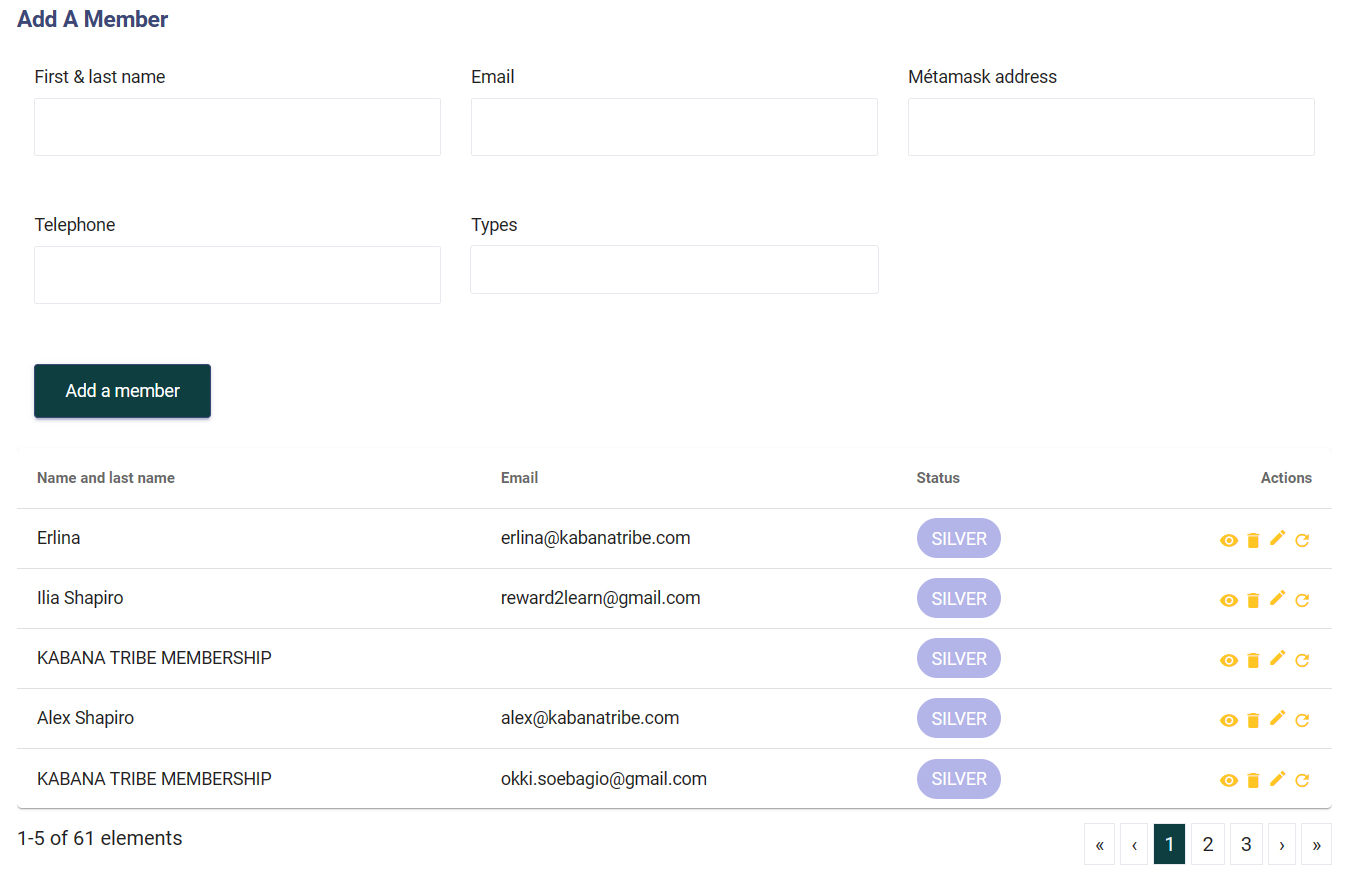 Add A Member
First & last name Email Métamask address
Telephone Types
Add a member
Name and last name Email Status Actions
Erlina erlina@kabanatribe.com SILVER
Ilia Shapiro reward2learn@gmail.com SILVER
KABANA TRIBE MEMBERSHIP SILVER
Alex Shapiro alex@kabanatribe.com SILVER
KABANA TRIBE MEMBERSHIP okki.soebagio@gmail.com SILVER
1-5 of 61 elements « ‹ 1 2 3 › »